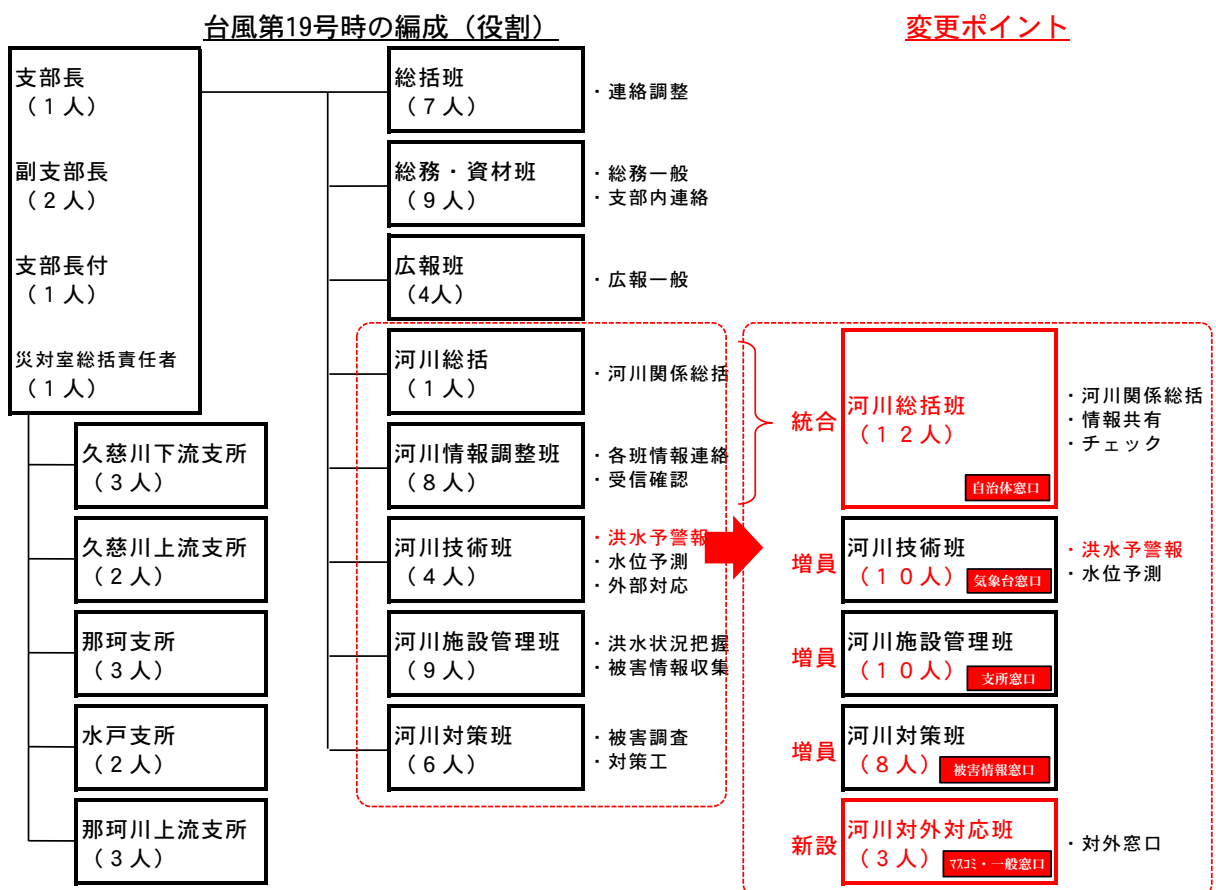 台風第19号時の編成（役割）
変更ポイント
支部長
（１人）
副支部長
（２人）
支部長付
（１人）
災対室総括責任者
（１人）
久慈川下流支所
（３人）
久慈川上流支所
（２人）
那珂支所
（３人）
水戸支所
（２人）
那珂川上流支所
（３人）
総括班
（７人）
・連絡調整
総務・資材班
（９人）
・総務一般
・支部内連絡
広報班
（4人）
・広報一般
河川総括
（１人）
・河川関係総括
河川情報調整班
（８人）
・各班情報連絡
・受信確認
河川技術班
（４人）
・洪水予警報
・水位予測
・外部対応
河川施設管理班
（９人）
・洪水状況把握
・被害情報収集
河川対策班
（６人）
・被害調査
・対策工
統合
河川総括班
（１２人）
自治体窓口
・河川関係総括
・情報共有
・チェック
増員
河川技術班
（１０人）
気象台窓口
・洪水予警報
・水位予測
増員
河川施設管理班
（１０人）
支所窓口
増員
河川対策班
（８人）
被害情報窓口
新設
河川対外対応班
（３人）
ﾏｽｺﾐ・一般窓口
・対外窓口